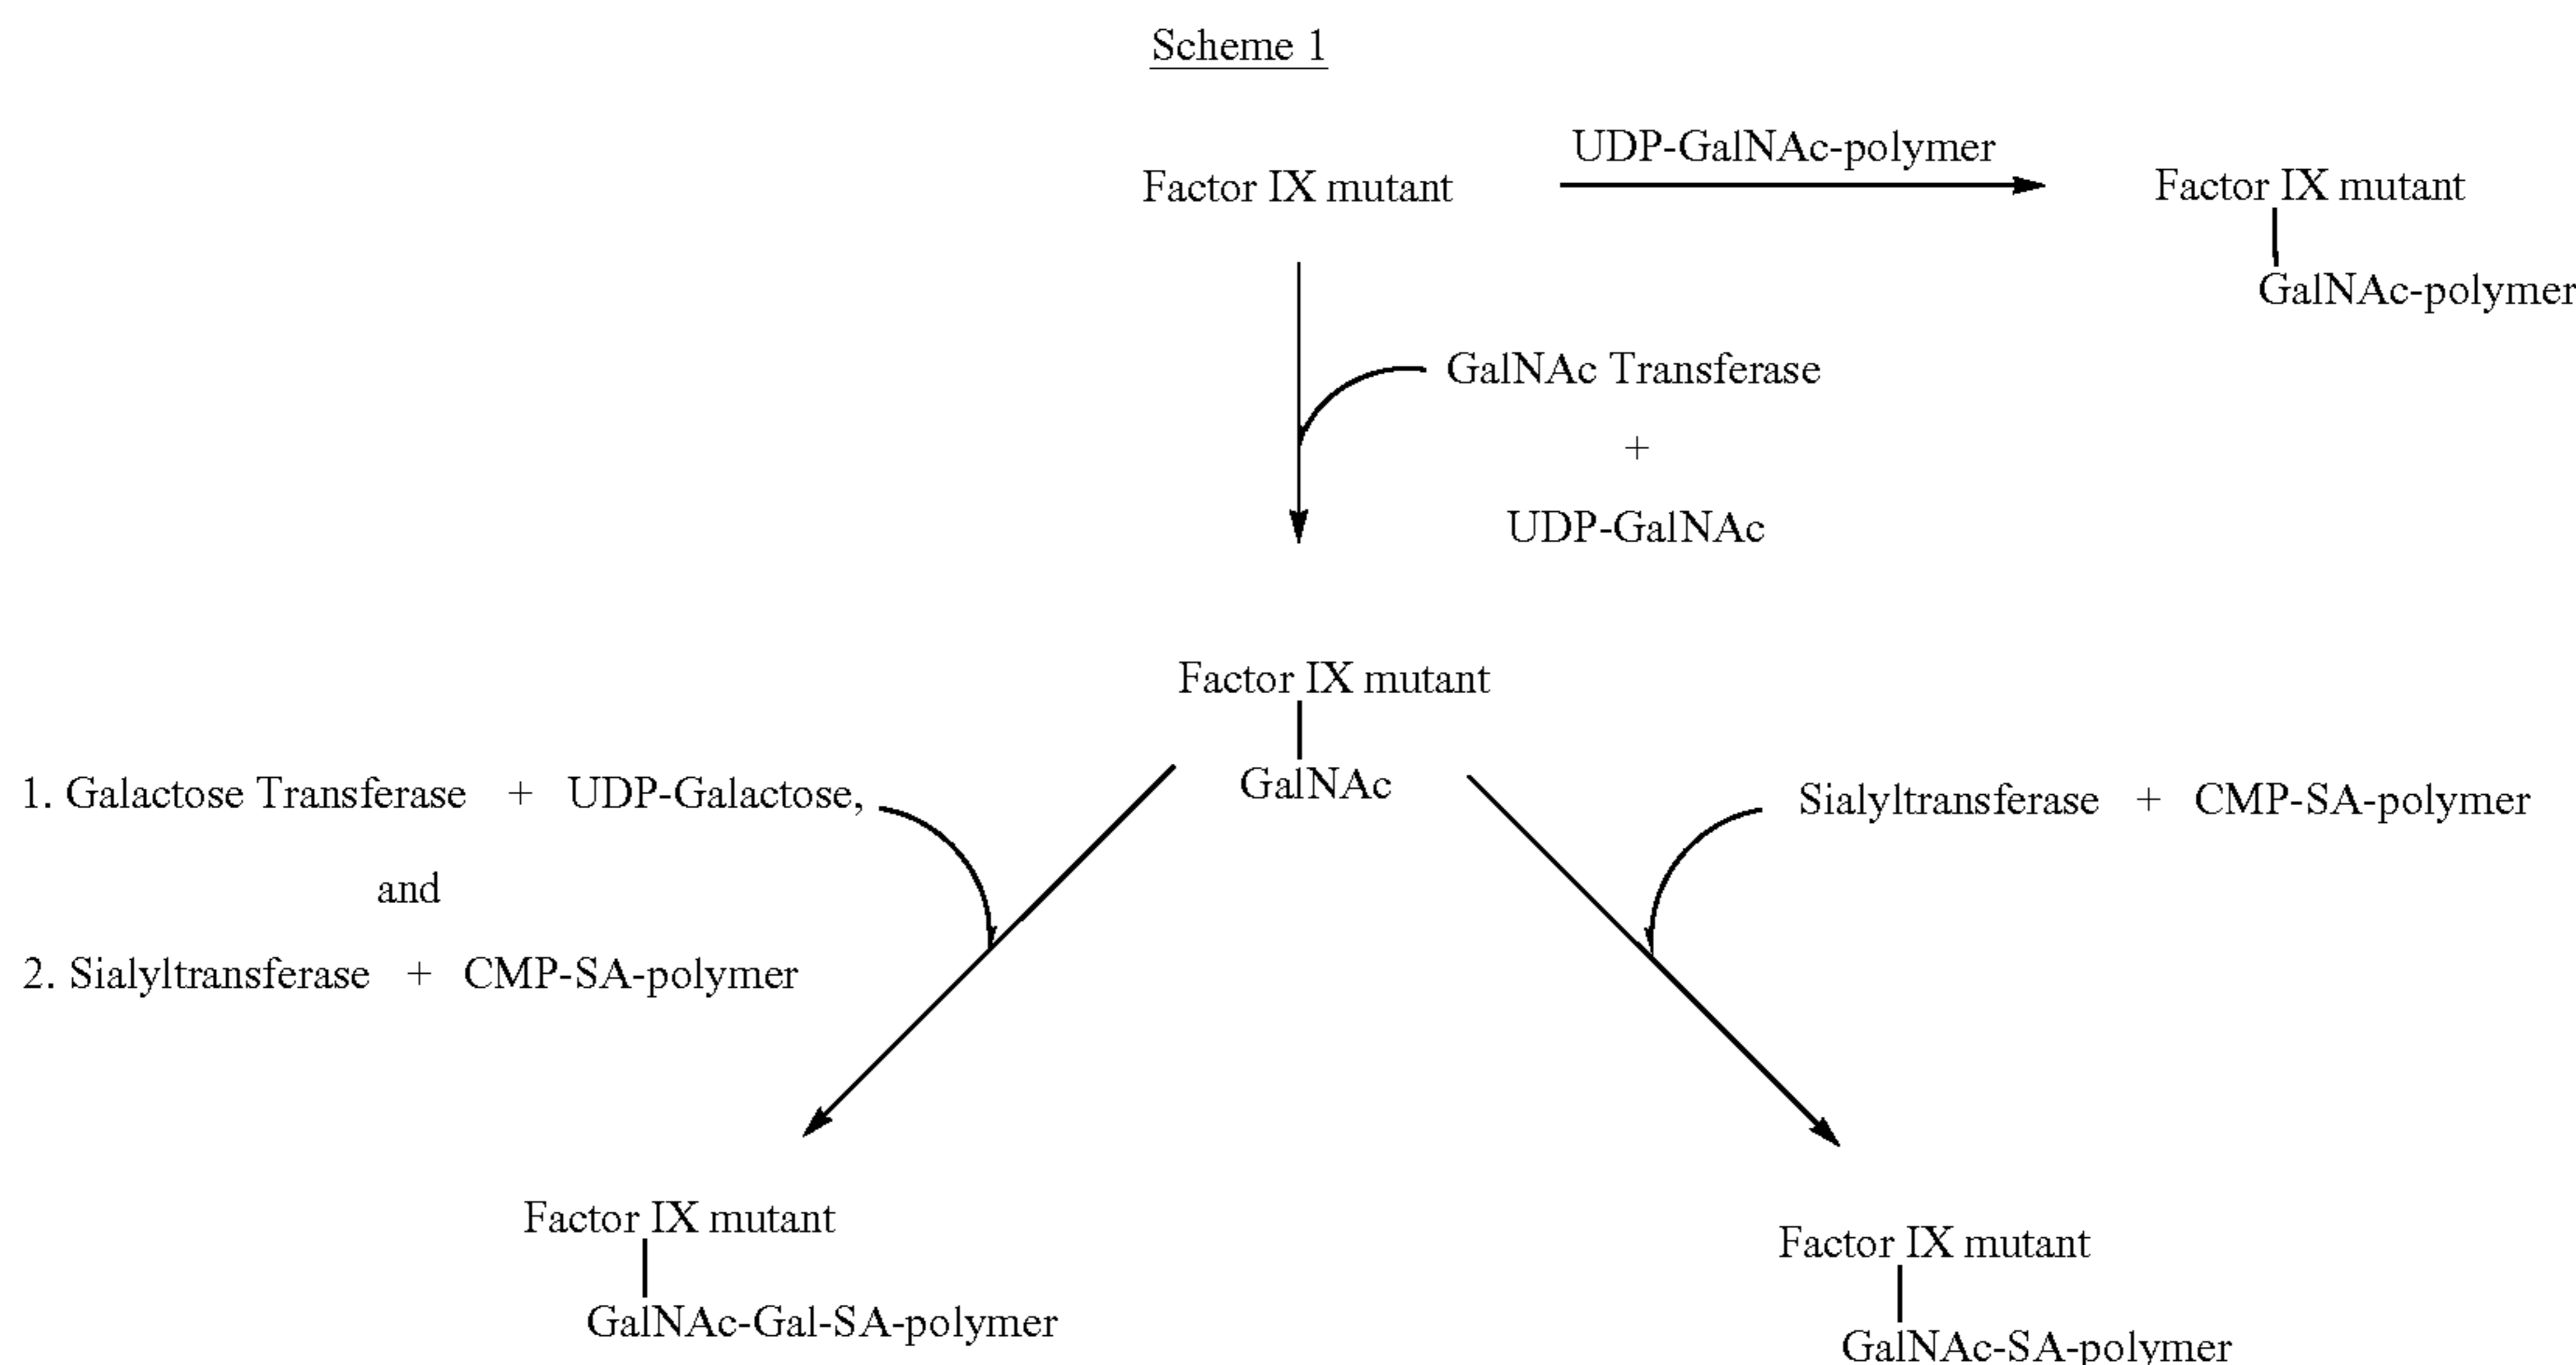 Scheme 1
UDP-GalNAc-polymer
Factor IX mutant
Factor IX mutant
GalNAc-polymer
GalNAc Transferase
+
UDP-GalNAc
Factor IX mutant
GalNAc
1. Galactose Transferase + UDP-Galactose,
and
2. Sialyltransferase + CMP-SA-polymer
Sialyltransferase + CMP-SA-polymer
Factor IX mutant
GalNAc-Gal-SA-polymer
Factor IX mutant
GalNAc-SA-polymer